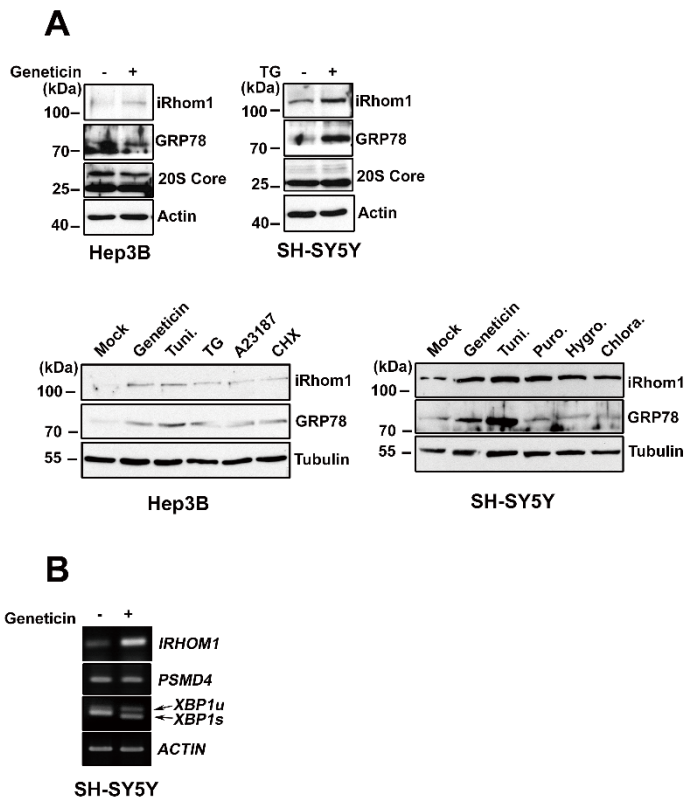 A
Geneticin - +
(kDa)
100
iRhom1
70
GRP78
25
20S Core
40
Actin
Hep3B
TG - +
(kDa)
100
iRhom1
70
GRP78
25
20S Core
40
Actin
SH-SY5Y
Mock Geneticin Tuni. TG A23187 CHX
(kDa)
100
iRhom1
70
GRP78
55
Tubulin
Hep3B
Mock Geneticin Tuni. Puro. Hygro. Chlora.
(kDa)
100
iRhom1
70
GRP78
55
Tubulin
SH-SY5Y
B
Geneticin - +
IRHOM1
PSMD4
XBP1u
XBP1s
ACTIN
SH-SY5Y